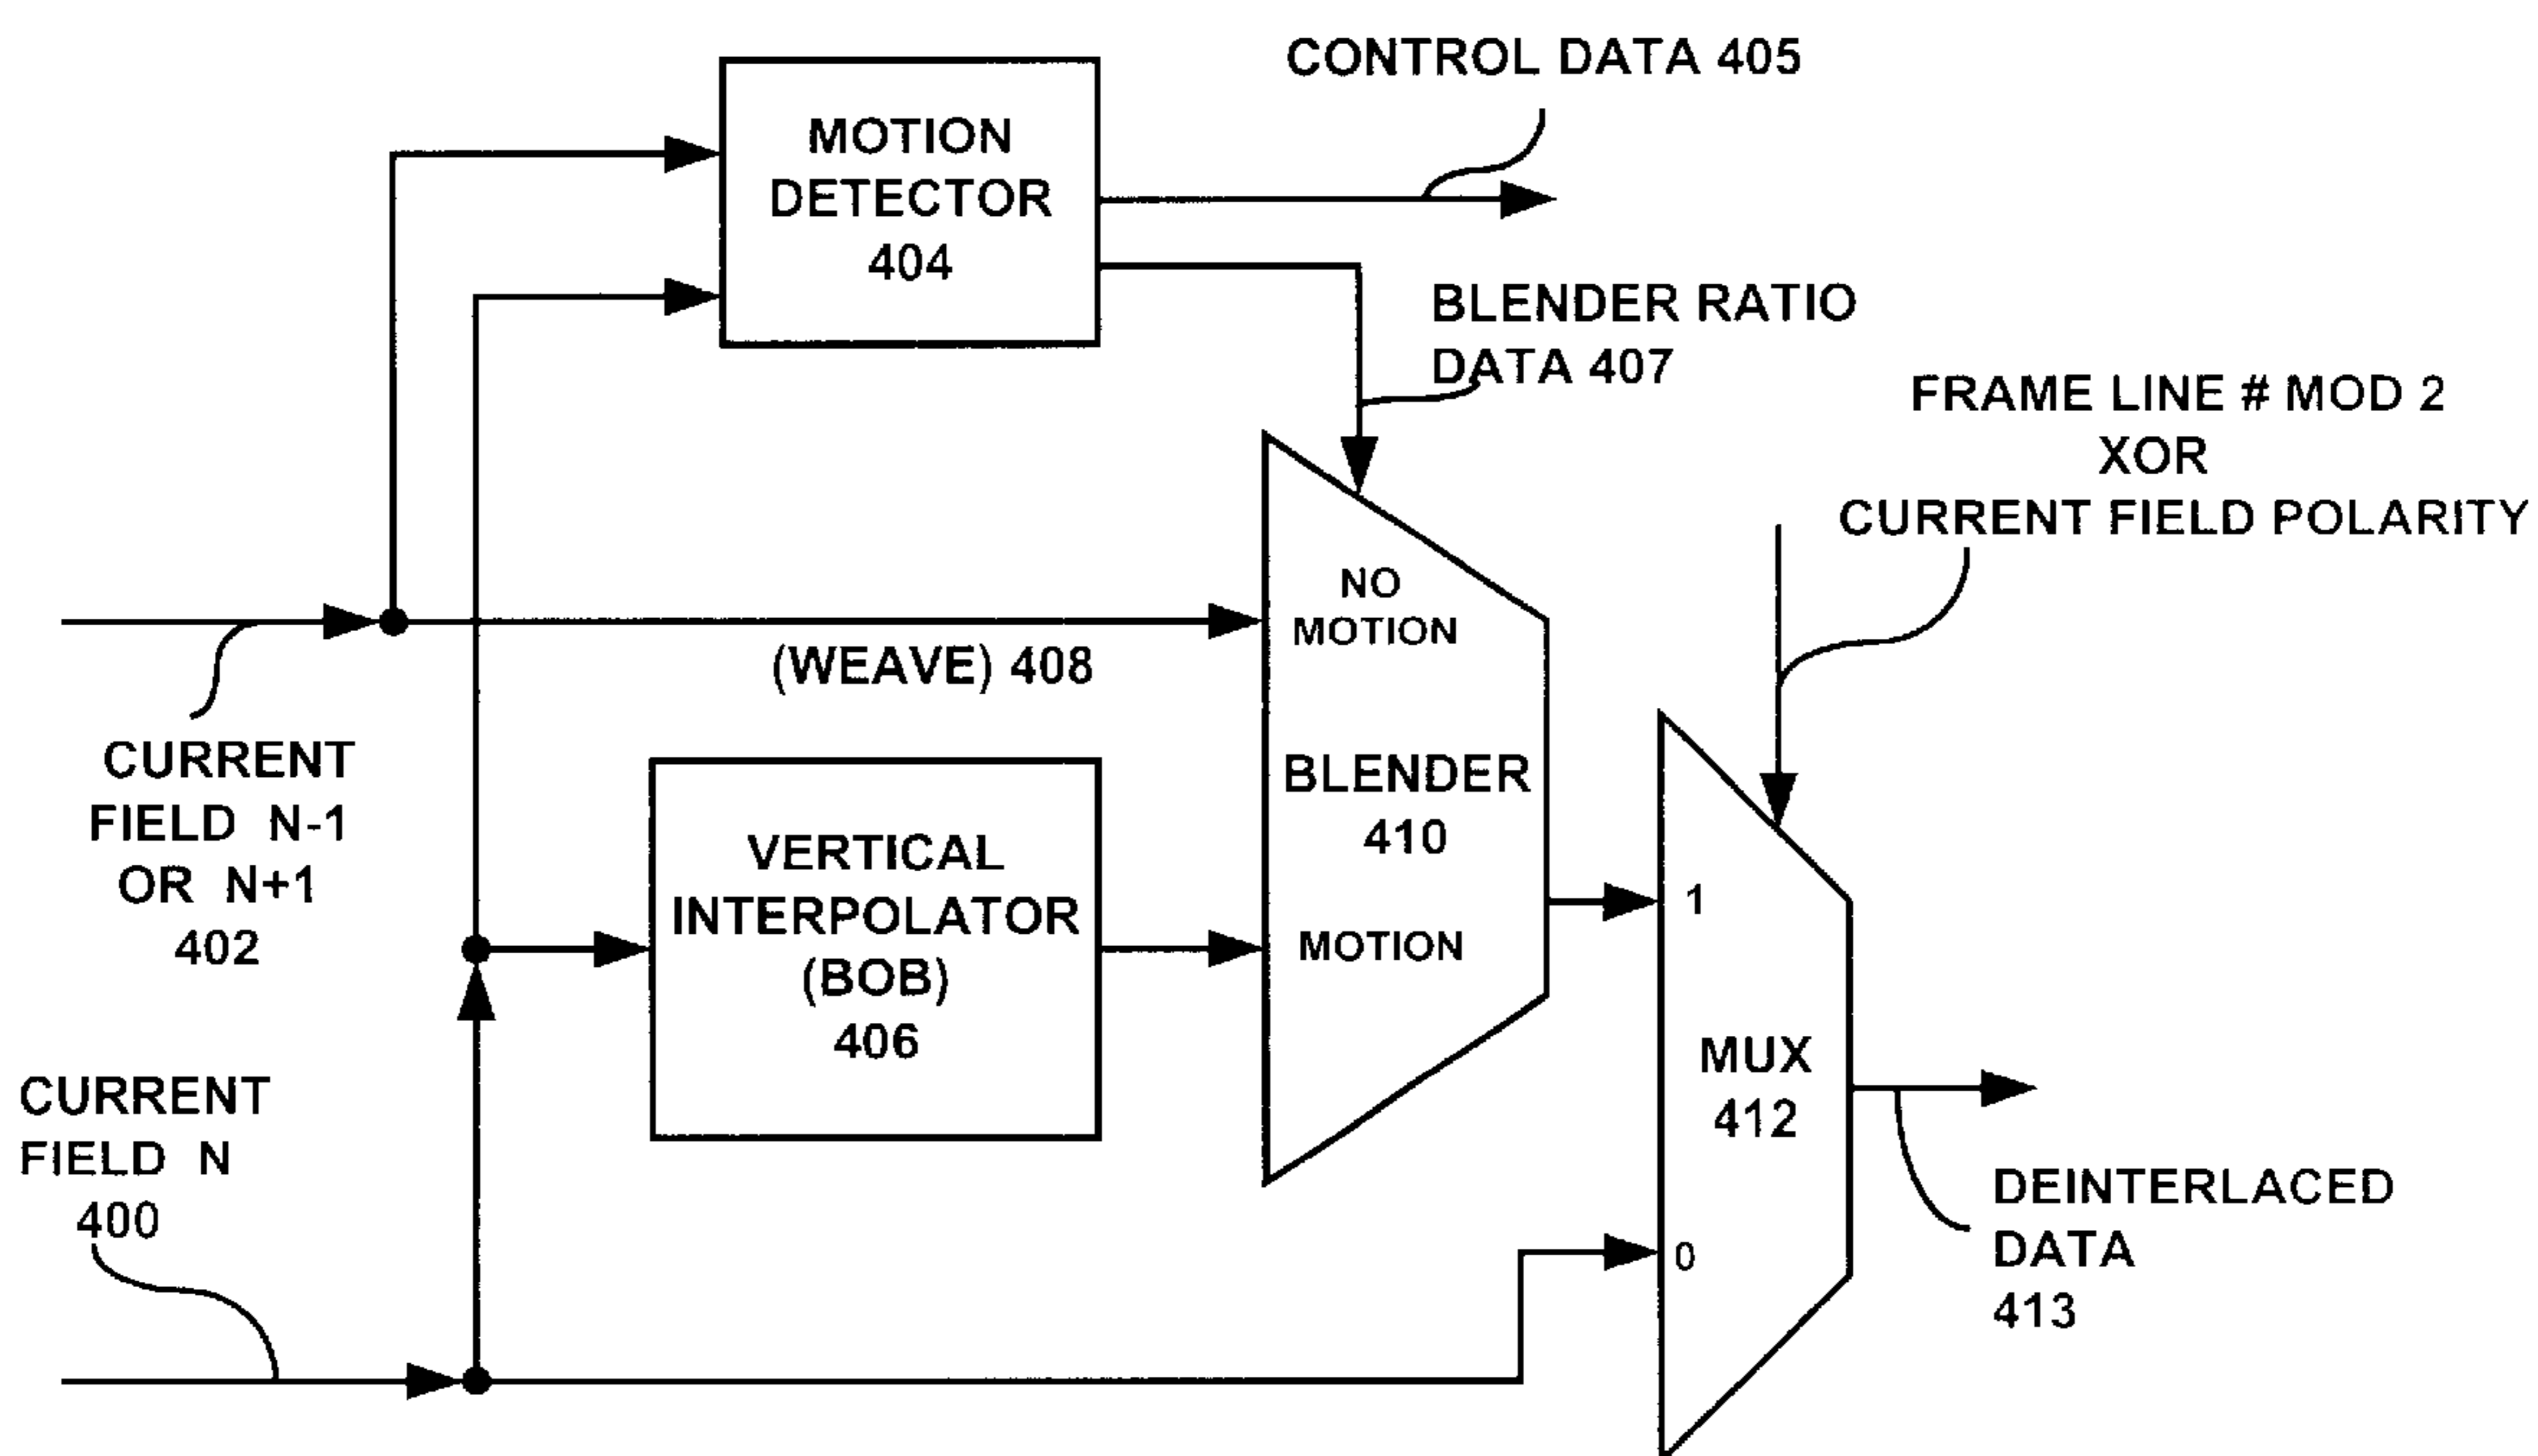 CONTROL DATA 405
MOTION
DETECTOR
404
BLENDER RATIO
DATA 407
FRAME LINE # MOD 2
XOR
CURRENT FIELD POLARITY
NO
MOTION
(WEAVE) 408
CURRENT
FIELD N-1
OR N+1
402
VERTICAL
INTERPOLATOR
(BOB)
406
BLENDER
410
MOTION
1
MUX
412
0
CURRENT
FIELD N
400
DEINTERLACED
DATA
413